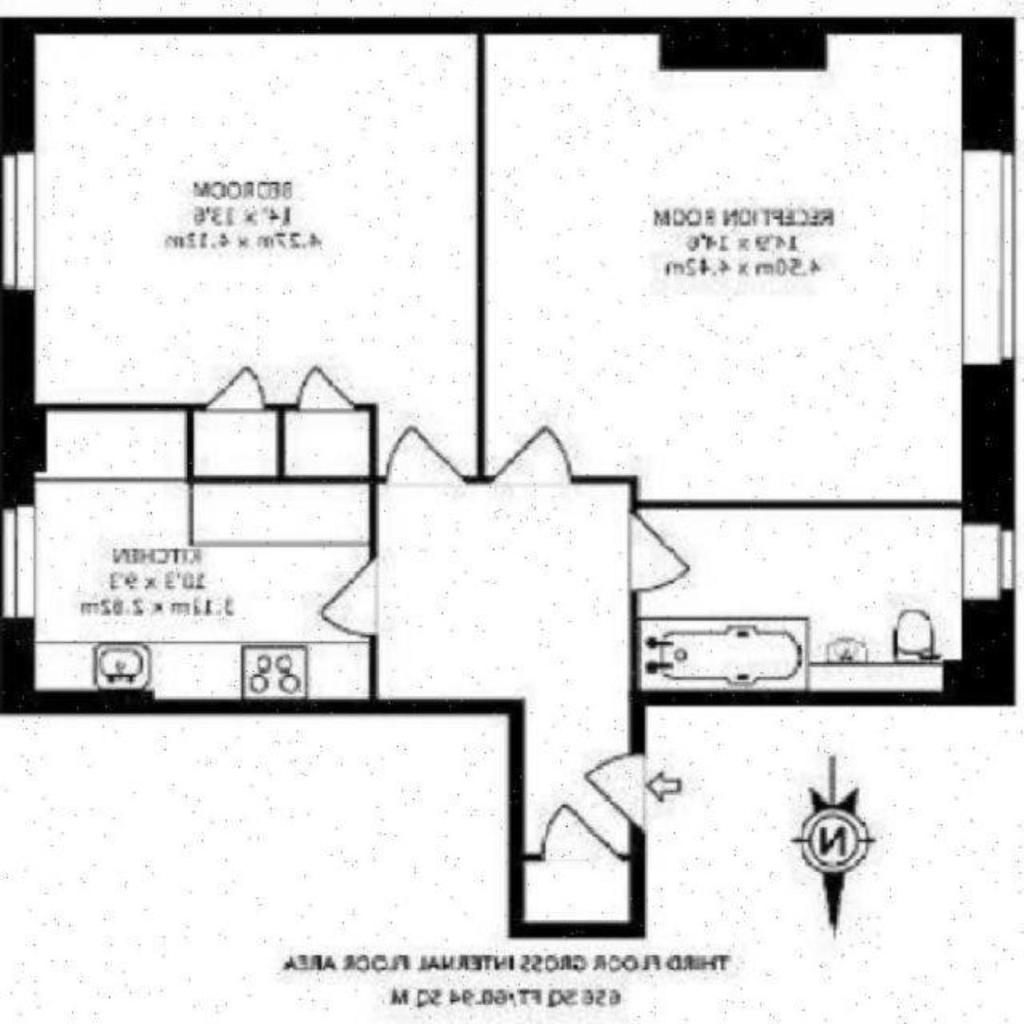 BEDROOM
14' x 13'6
4.27m x 4.12m
RECEPTION ROOM
14'9 x 14'6
4.50m x 4.42m
KITCHEN
10'3 x 9'3
3.13m x 2.82m
N
THIRD FLOOR GROSS INTERNAL FLOOR AREA
656 SQ FT/60.94 SQ M